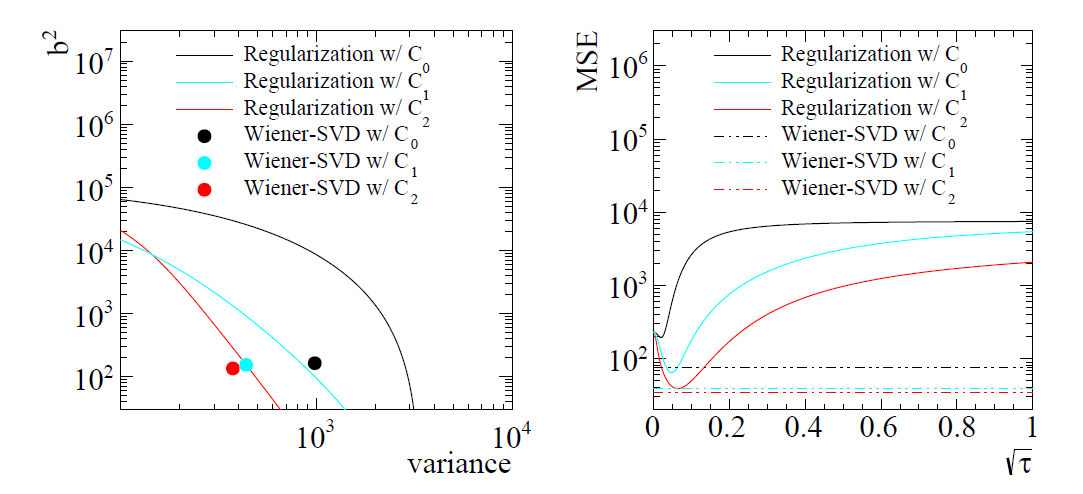 b²
10⁷
10⁶
10⁵
10⁴
10³
10²
Regularization w/ C₀
Regularization w/ C₁
Regularization w/ C₂
Wiener-SVD w/ C₀
Wiener-SVD w/ C₁
Wiener-SVD w/ C₂
10³
10⁴
variance
MSE
10⁶
10⁵
10⁴
10³
10²
Regularization w/ C₀
Regularization w/ C₁
Regularization w/ C₂
Wiener-SVD w/ C₀
Wiener-SVD w/ C₁
Wiener-SVD w/ C₂
0 0.2 0.4 0.6 0.8 1
√τ